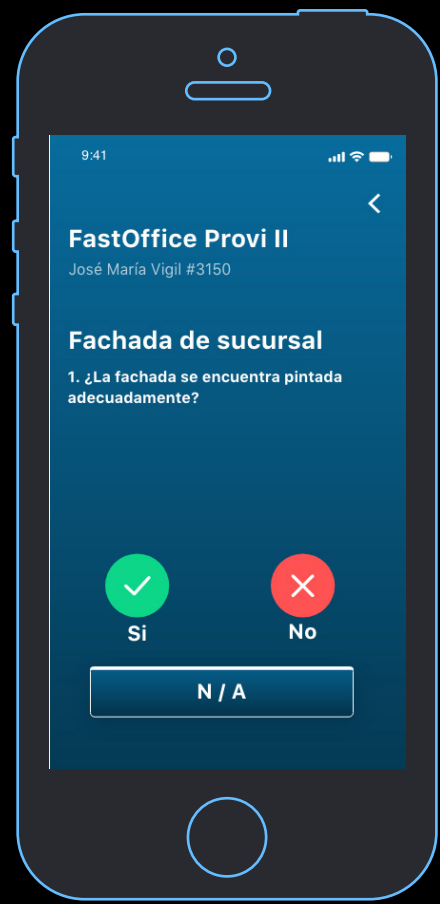 9:41
FastOffice Provi II
José María Vigil #3150
Fachada de sucursal
1. ¿La fachada se encuentra pintada
adecuadamente?
Si
No
N / A